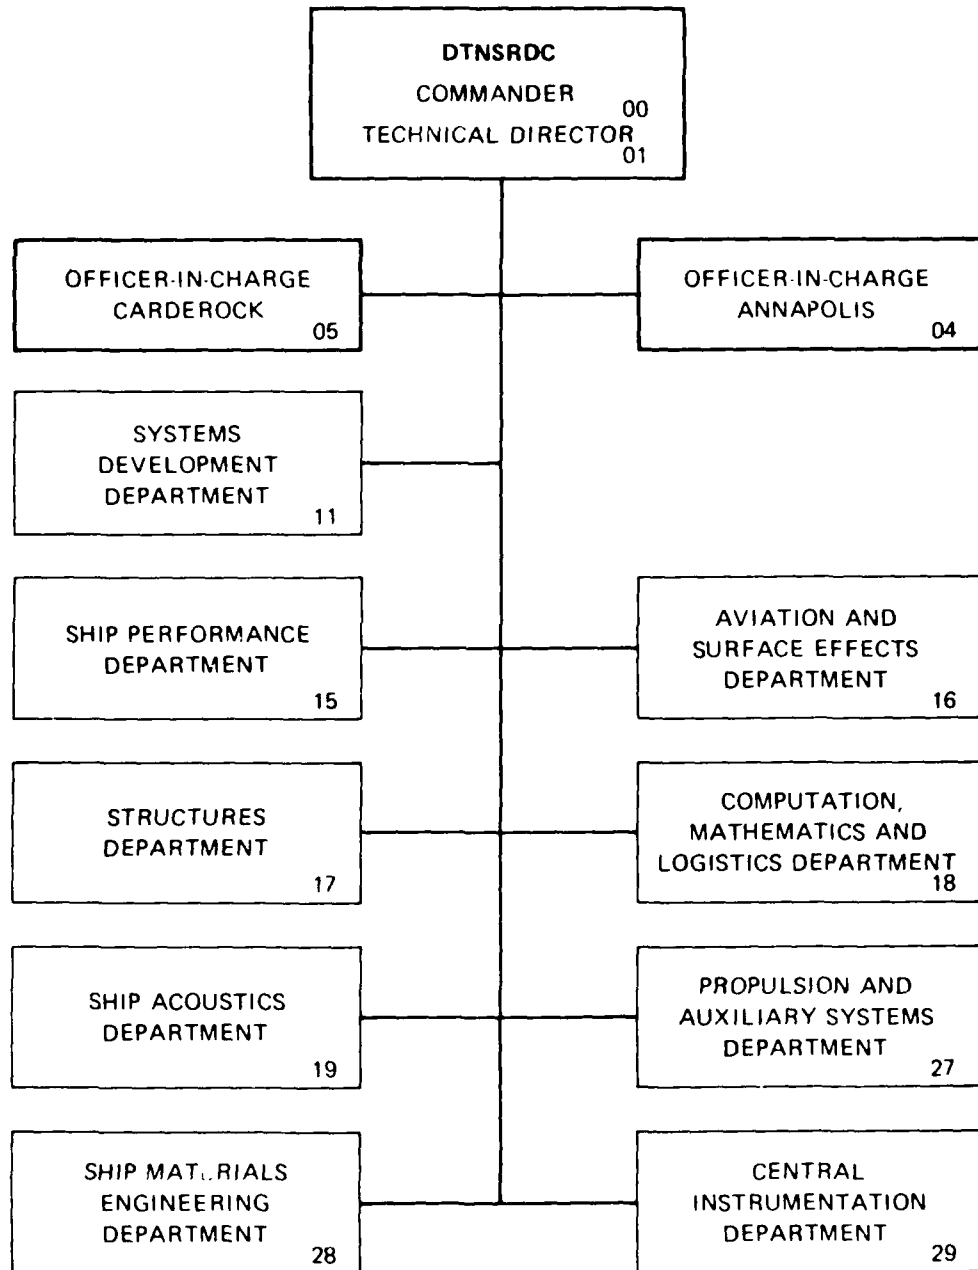 DTNSRDC
COMMANDER
00
TECHNICAL DIRECTOR
01
OFFICER-IN-CHARGE
CARDEROCK
05
OFFICER-IN-CHARGE
ANNAPOLIS
04
SYSTEMS
DEVELOPMENT
DEPARTMENT
11
SHIP PERFORMANCE
DEPARTMENT
15
AVIATION AND
SURFACE EFFECTS
DEPARTMENT
16
STRUCTURES
DEPARTMENT
17
COMPUTATION,
MATHEMATICS AND
LOGISTICS DEPARTMENT
18
SHIP ACOUSTICS
DEPARTMENT
19
PROPULSION AND
AUXILIARY SYSTEMS
DEPARTMENT
27
SHIP MATERIALS
ENGINEERING
DEPARTMENT
28
CENTRAL
INSTRUMENTATION
DEPARTMENT
29